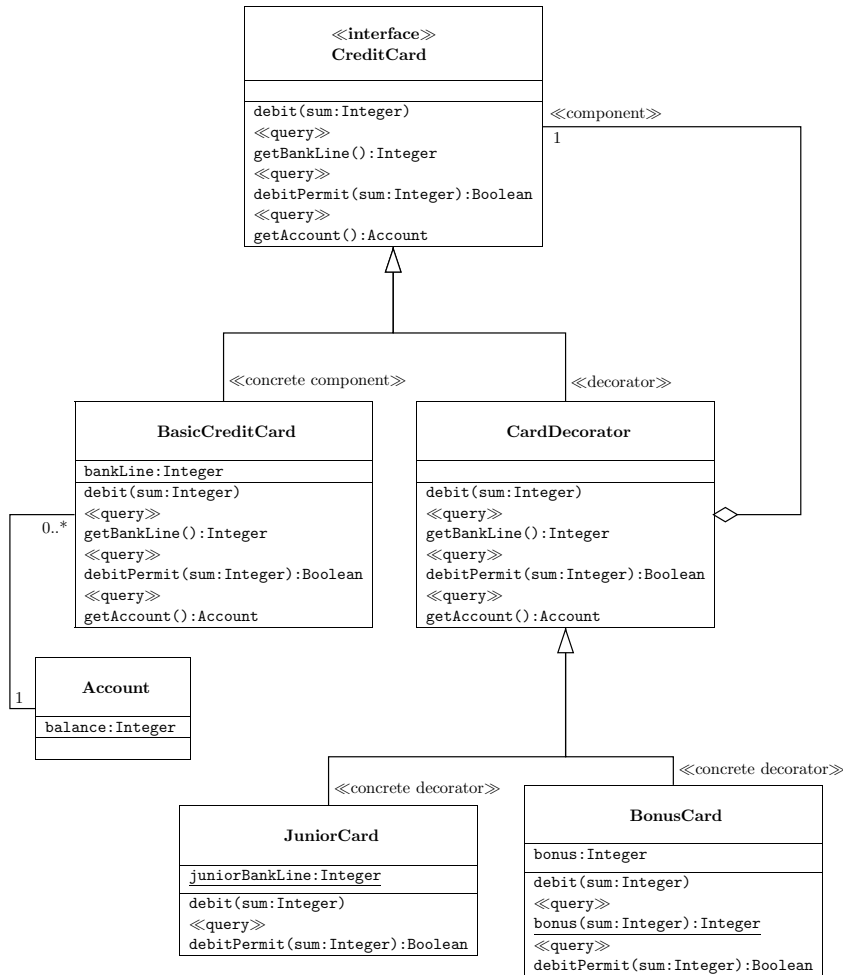 ≪interface≫
CreditCard
debit(sum:Integer)
≪query≫
getBankLine():Integer
≪query≫
debitPermit(sum:Integer):Boolean
≪query≫
getAccount():Account
≪component≫
1
≪concrete component≫
≪decorator≫
BasicCreditCard
bankLine:Integer
debit(sum:Integer)
≪query≫
getBankLine():Integer
≪query≫
debitPermit(sum:Integer):Boolean
≪query≫
getAccount():Account
0..*
CardDecorator
debit(sum:Integer)
≪query≫
getBankLine():Integer
≪query≫
debitPermit(sum:Integer):Boolean
≪query≫
getAccount():Account
1
Account
balance:Integer
≪concrete decorator≫
≪concrete decorator≫
JuniorCard
juniorBankLine:Integer
debit(sum:Integer)
≪query≫
debitPermit(sum:Integer):Boolean
BonusCard
bonus:Integer
debit(sum:Integer)
≪query≫
bonus(sum:Integer):Integer
≪query≫
debitPermit(sum:Integer):Boolean